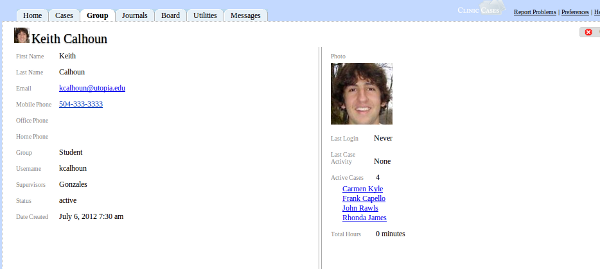 Home Cases Group Journals Board Utilities Messages
CLINIC CASES
Report Problems | Preferences |
Keith Calhoun
First Name Keith
Last Name Calhoun
Email kcalhoun@utopia.edu
Mobile Phone 504-333-3333
Office Phone
Home Phone
Group Student
Username kcalhoun
Supervisors Gonzales
Status active
Date Created July 6, 2012 7:30 am
Photo
Last Login Never
Last Case
Activity None
Active Cases 4
Carmen Kyle
Frank Capello
John Rawls
Rhonda James
Total Hours 0 minutes